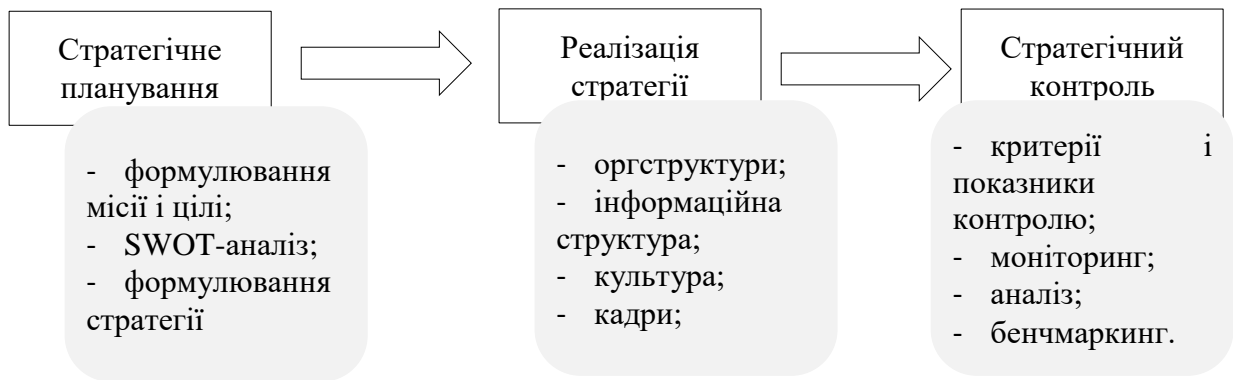 Стратегічне
планування
- формулювання
місії і цілі;
- SWOT-аналіз;
- формулювання
стратегії
Реалізація
стратегії
- оргструктури;
- інформаційна
структура;
- культура;
- кадри;
Стратегічний
контроль
- критерії і
показники
контролю;
- моніторинг;
- аналіз;
- бенчмаркинг.